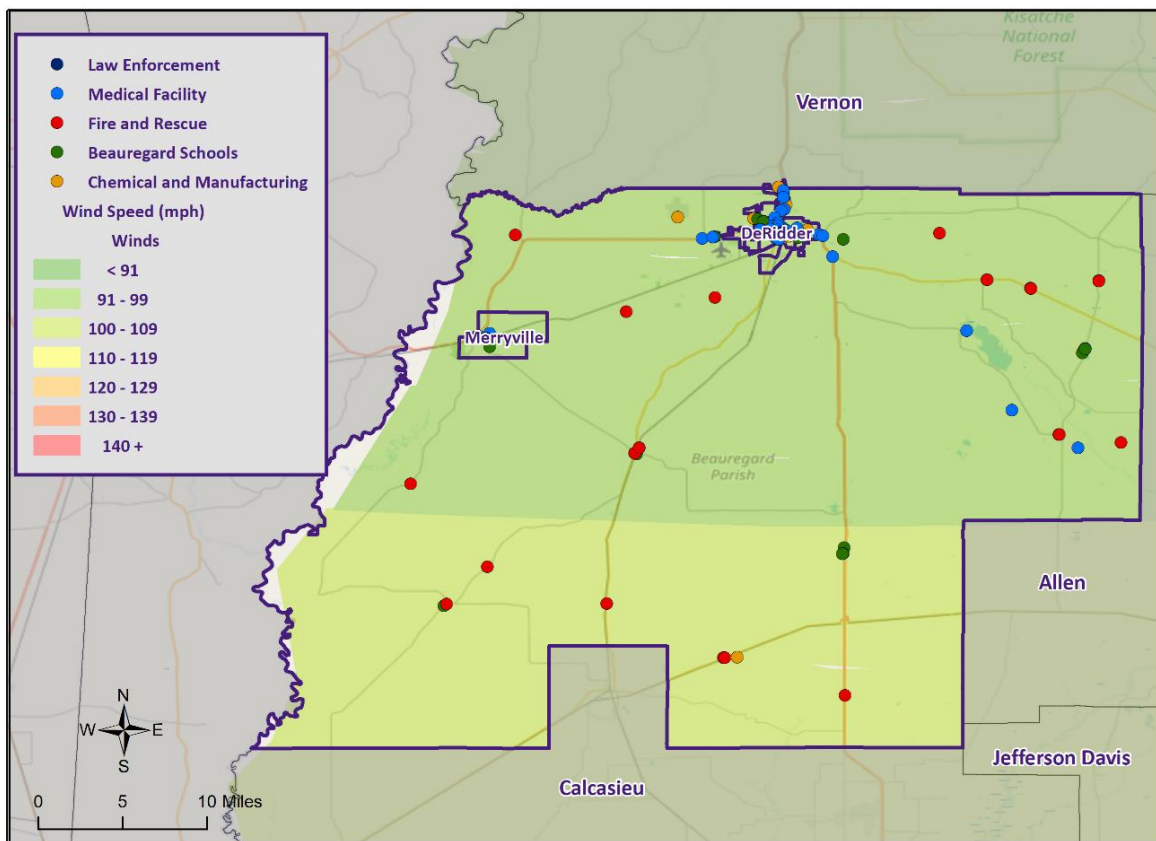 Law Enforcement
Medical Facility
Fire and Rescue
Beauregard Schools
Chemical and Manufacturing
Wind Speed (mph)
Winds
< 91
91 - 99
100 - 109
110 - 119
120 - 129
130 - 139
140 +
Kisatche
National
Forest
Vernon
DeRidder
Merryville
Beauregard
Parish
Allen
Jefferson Davis
Calcasieu
N
W E
S
0 5 10 Miles